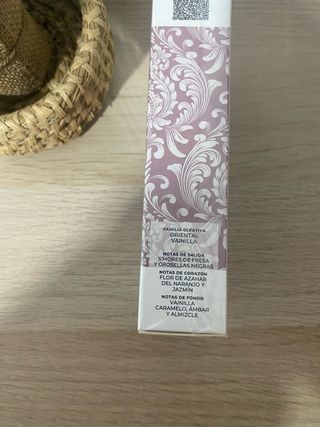 FAMILIA OLFATIVA
ORIENTAL
VAINILLA
NOTAS DE SALIDA
S'MORES DE FRESA
Y GROSELLAS NEGRAS
NOTAS DE CORAZÓN
FLOR DE AZAHAR
DEL NARANJO Y
JAZMÍN
NOTAS DE FONDO
VAINILLA
CARAMELO, ÁMBAR
Y ALMIZCLE